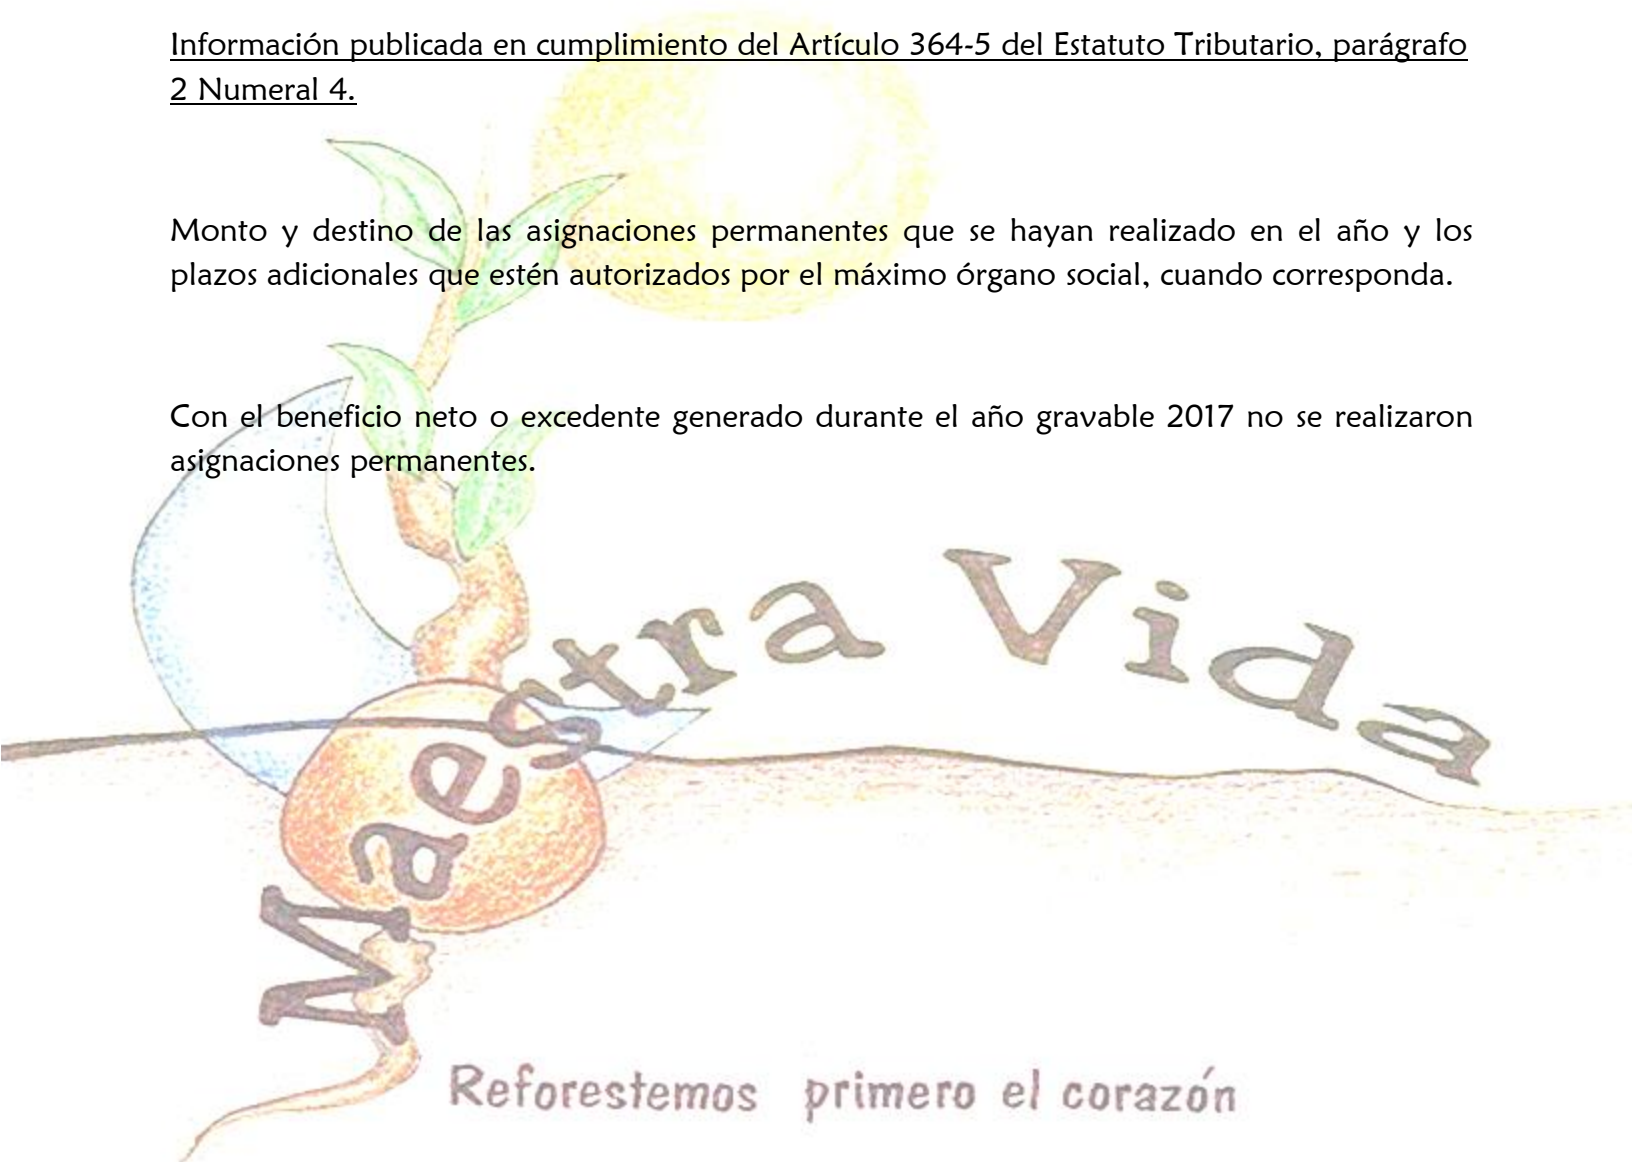 Información publicada en cumplimiento del Artículo 364-5 del Estatuto Tributario, parágrafo
2 Numeral 4.
Monto y destino de las asignaciones permanentes que se hayan realizado en el año y los
plazos adicionales que estén autorizados por el máximo órgano social, cuando corresponda.
Con el beneficio neto o excedente generado durante el año gravable 2017 no se realizaron
asignaciones permanentes.
Maestra Vida
Reforestemos primero el corazón